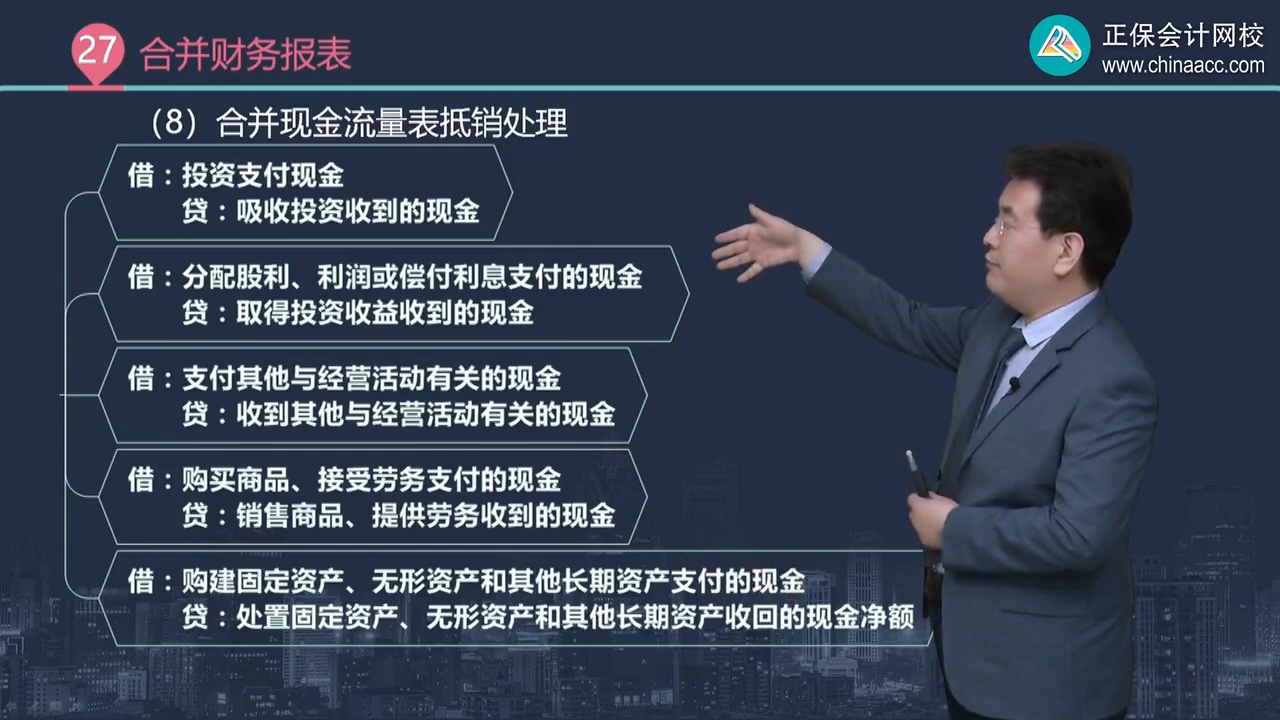 27
合并财务报表
正保会计网校
www.chinaacc.com
（8）合并现金流量表抵销处理
借：投资支付现金
贷：吸收投资收到的现金
借：分配股利、利润或偿付利息支付的现金
贷：取得投资收益收到的现金
借：支付其他与经营活动有关的现金
贷：收到其他与经营活动有关的现金
借：购买商品、接受劳务支付的现金
贷：销售商品、提供劳务收到的现金
借：购建固定资产、无形资产和其他长期资产支付的现金
贷：处置固定资产、无形资产和其他长期资产收回的现金净额